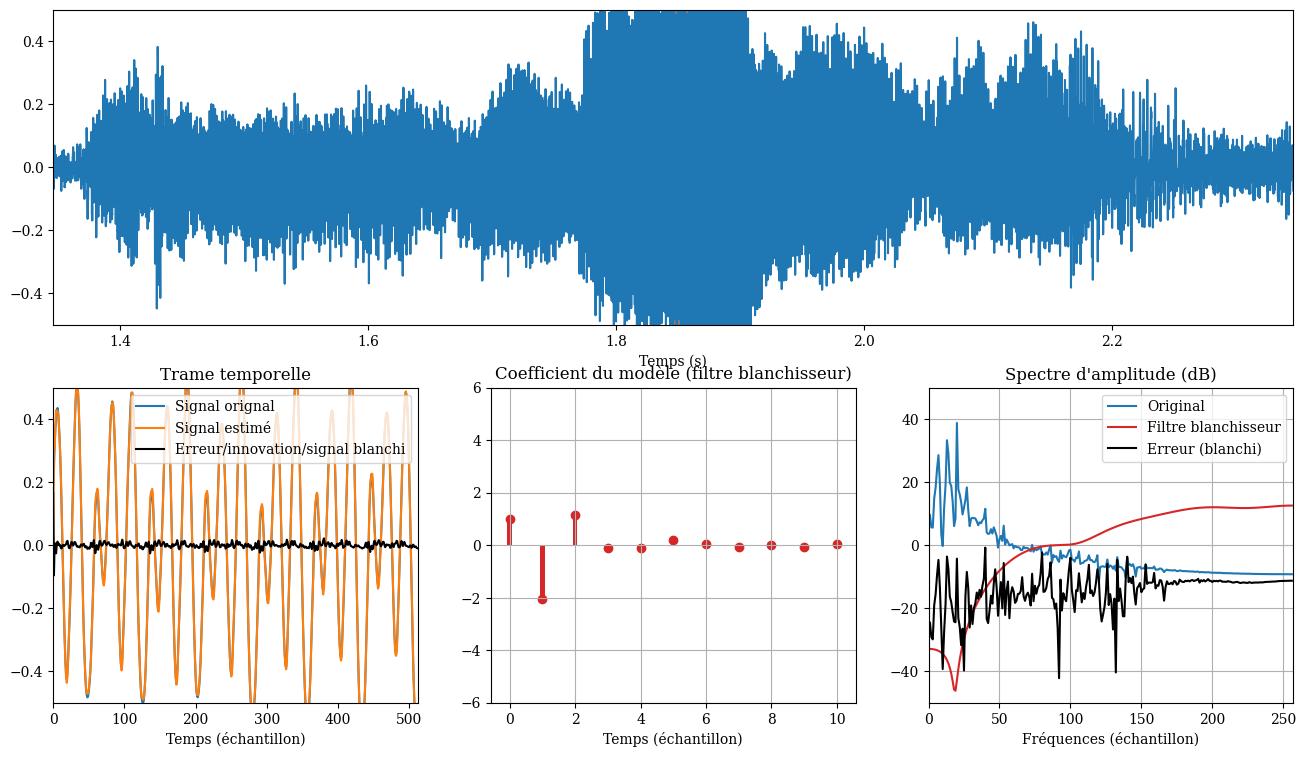 0.4
0.2
0.0
−0.2
−0.4
1.4 1.6 1.8 2.0 2.2
Temps (s)
Trame temporelle
Signal orignal
Signal estimé
Erreur/innovation/signal blanchi
0.4
0.2
0.0
−0.2
−0.4
0 100 200 300 400 500
Temps (échantillon)
Coefficient du modèle (filtre blanchisseur)
6
4
2
0
−2
−4
−6
0 2 4 6 8 10
Temps (échantillon)
Spectre d'amplitude (dB)
Original
Filtre blanchisseur
Erreur (blanchi)
40
20
0
−20
−40
0 50 100 150 200 250
Fréquences (échantillon)